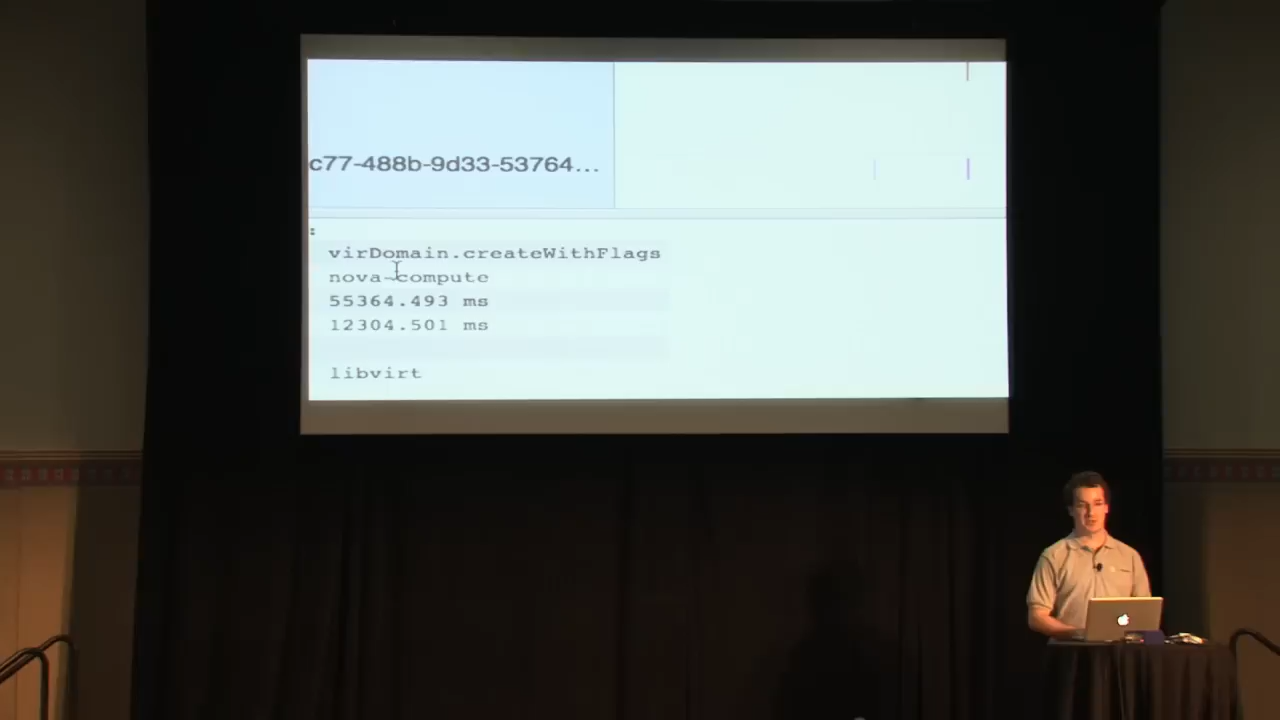 c77-488b-9d33-53764...
:
virDomain.createWithFlags
nova-compute
55364.493 ms
12304.501 ms
libvirt